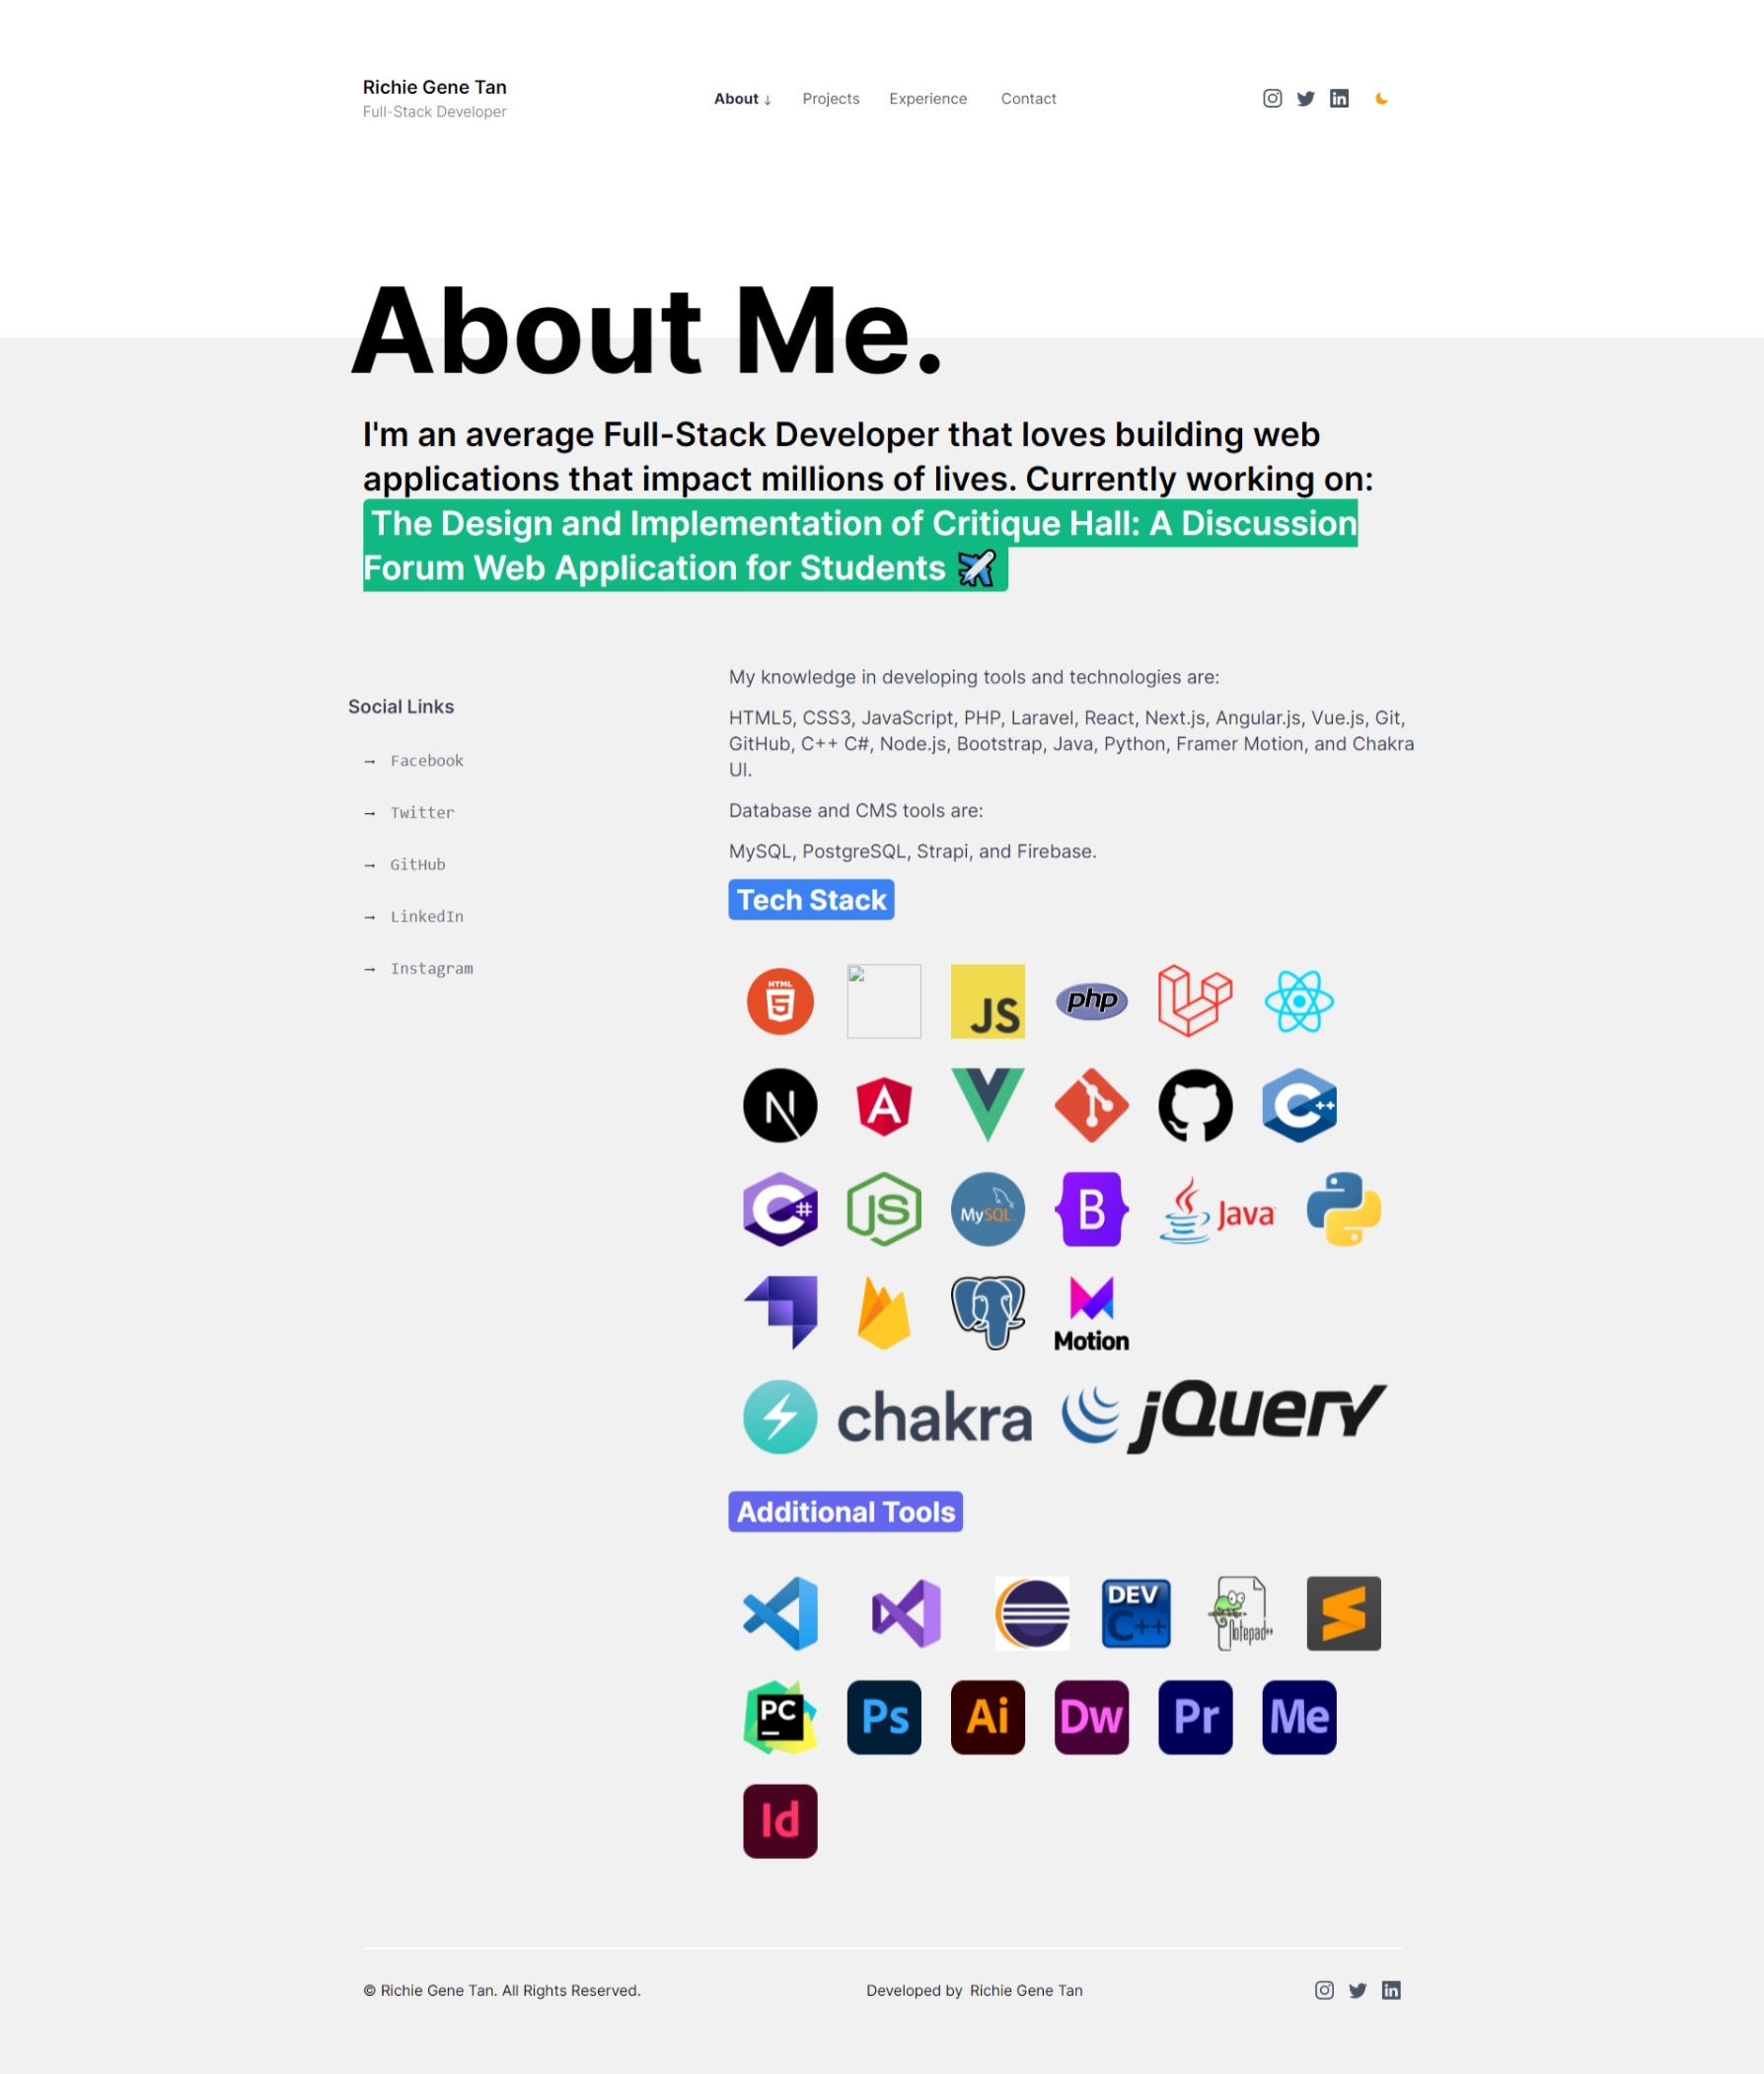 Richie Gene Tan
Full-Stack Developer
About ↓ Projects Experience Contact
About Me.
I'm an average Full-Stack Developer that loves building web
applications that impact millions of lives. Currently working on:
The Design and Implementation of Critique Hall: A Discussion
Forum Web Application for Students ✈️
Social Links
→ Facebook
→ Twitter
→ GitHub
→ LinkedIn
→ Instagram
My knowledge in developing tools and technologies are:
HTML5, CSS3, JavaScript, PHP, Laravel, React, Next.js, Angular.js, Vue.js, Git,
GitHub, C++ C#, Node.js, Bootstrap, Java, Python, Framer Motion, and Chakra
UI.
Database and CMS tools are:
MySQL, PostgreSQL, Strapi, and Firebase.
Tech Stack
HTML 5 JS php
N A C++
C# JS MySQL B Java
Motion
chakra jQuery
Additional Tools
DEV C++ Notepad++ S
PC Ps Ai Dw Pr Me
Id
© Richie Gene Tan. All Rights Reserved.
Developed by Richie Gene Tan
in